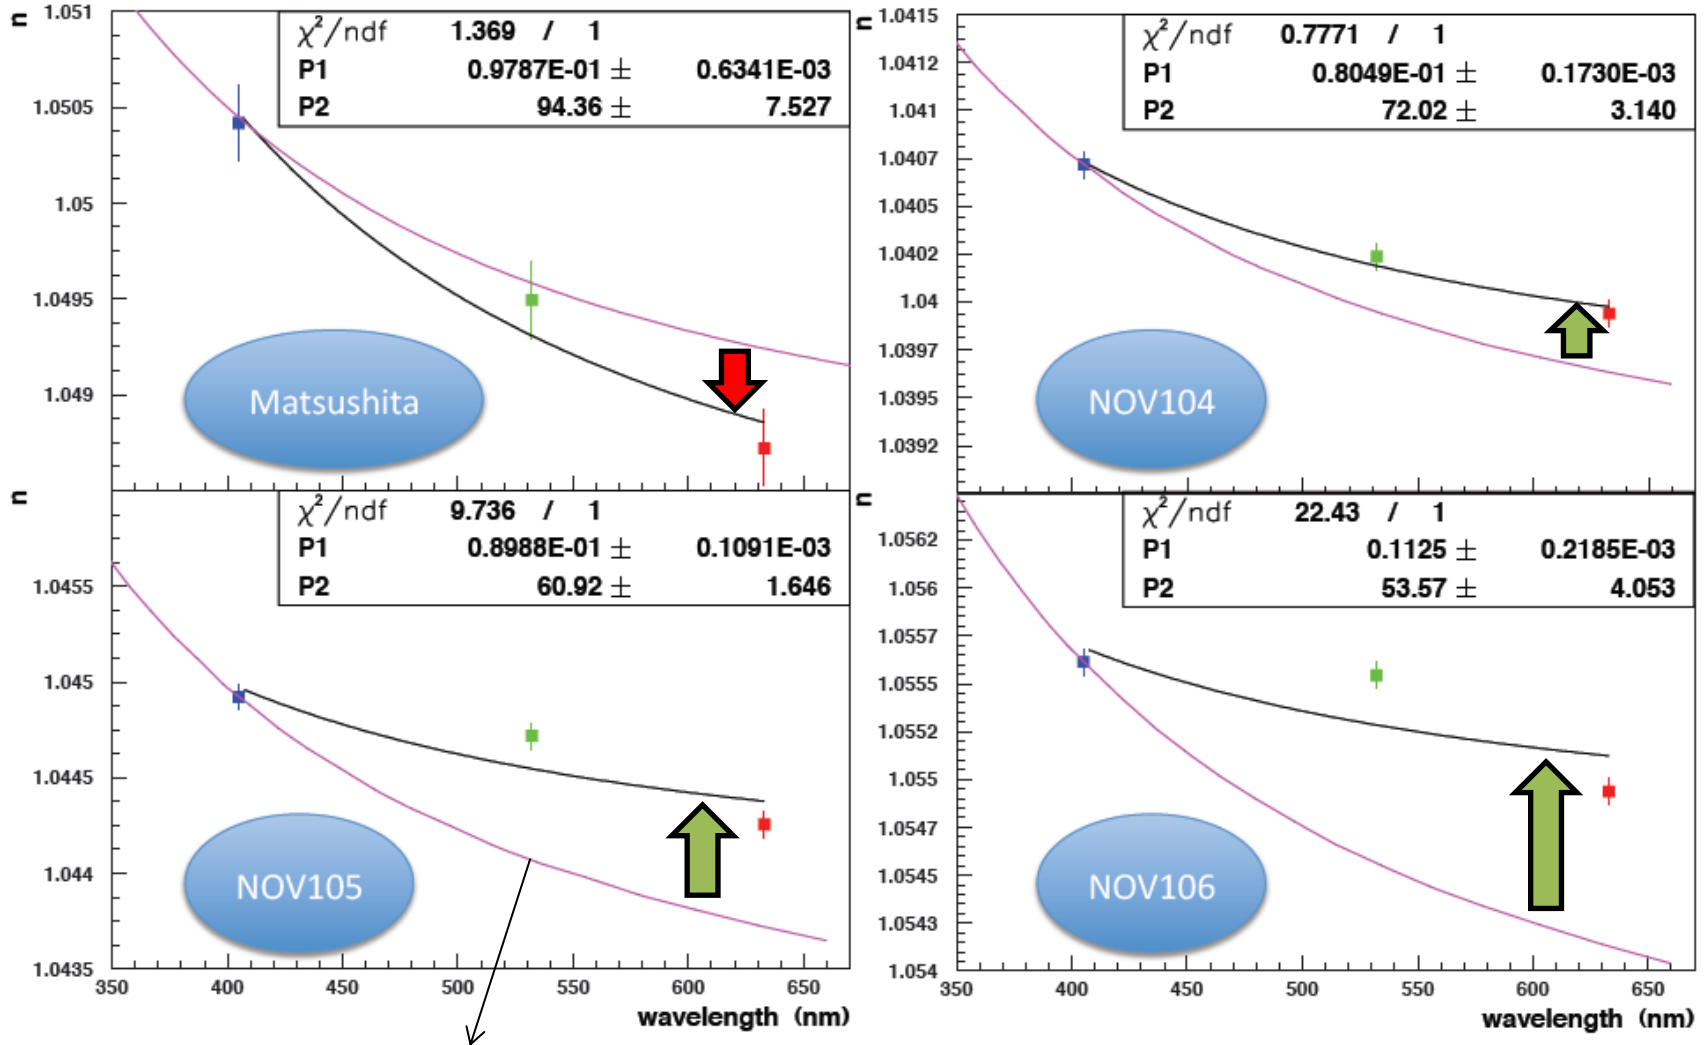 n
1.051
1.0505
1.05
1.0495
1.049
χ²/ndf 1.369 / 1
P1 0.9787E-01 ± 0.6341E-03
P2 94.36 ± 7.527
Matsushita
n
1.0415
1.0412
1.041
1.0407
1.0405
1.0402
1.04
1.0397
1.0395
1.0392
χ²/ndf 0.7771 / 1
P1 0.8049E-01 ± 0.1730E-03
P2 72.02 ± 3.140
NOV104
n
1.0455
1.045
1.0445
1.044
1.0435
χ²/ndf 9.736 / 1
P1 0.8988E-01 ± 0.1091E-03
P2 60.92 ± 1.646
NOV105
350 400 450 500 550 600 650
wavelength (nm)
n
1.0562
1.056
1.0557
1.0555
1.0552
1.055
1.0547
1.0545
1.0543
1.054
χ²/ndf 22.43 / 1
P1 0.1125 ± 0.2185E-03
P2 53.57 ± 4.053
NOV106
350 400 450 500 550 600 650
wavelength (nm)